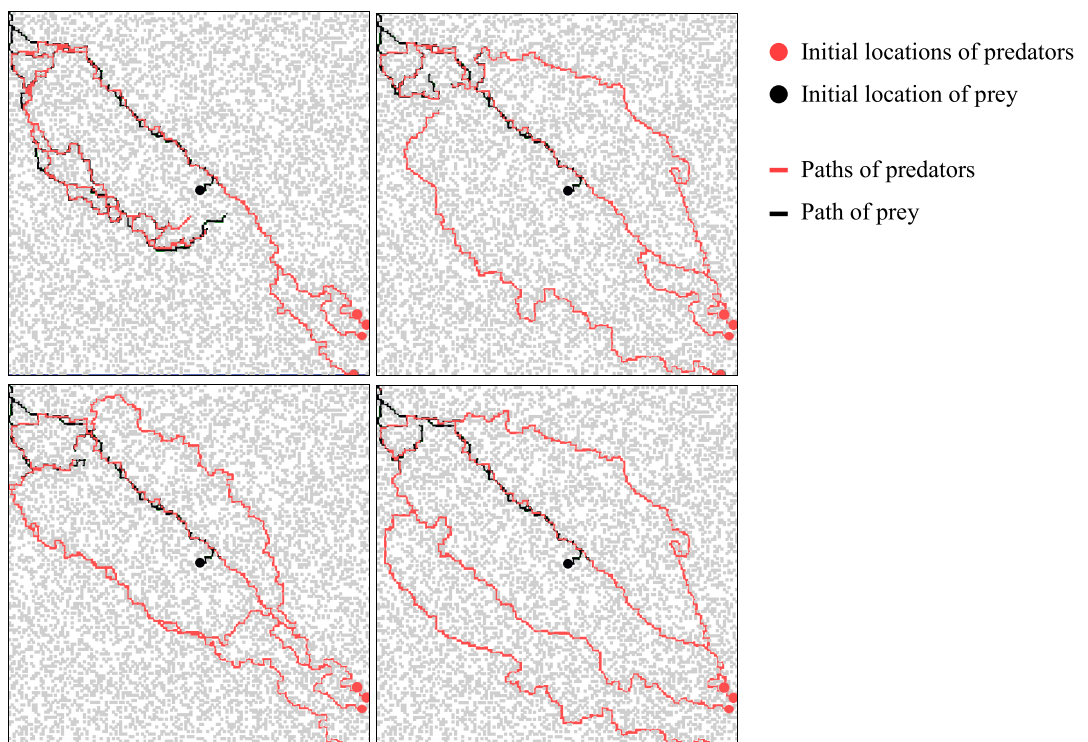 Initial locations of predators
Initial location of prey
Paths of predators
Path of prey